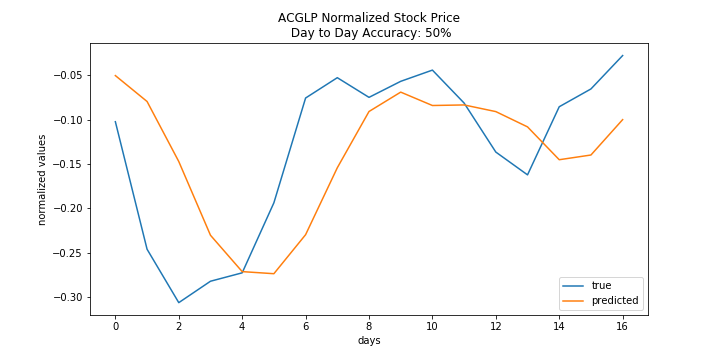 ACGLP Normalized Stock Price
Day to Day Accuracy: 50%
normalized values
−0.05
−0.10
−0.15
−0.20
−0.25
−0.30
0 2 4 6 8 10 12 14 16
days
true
predicted